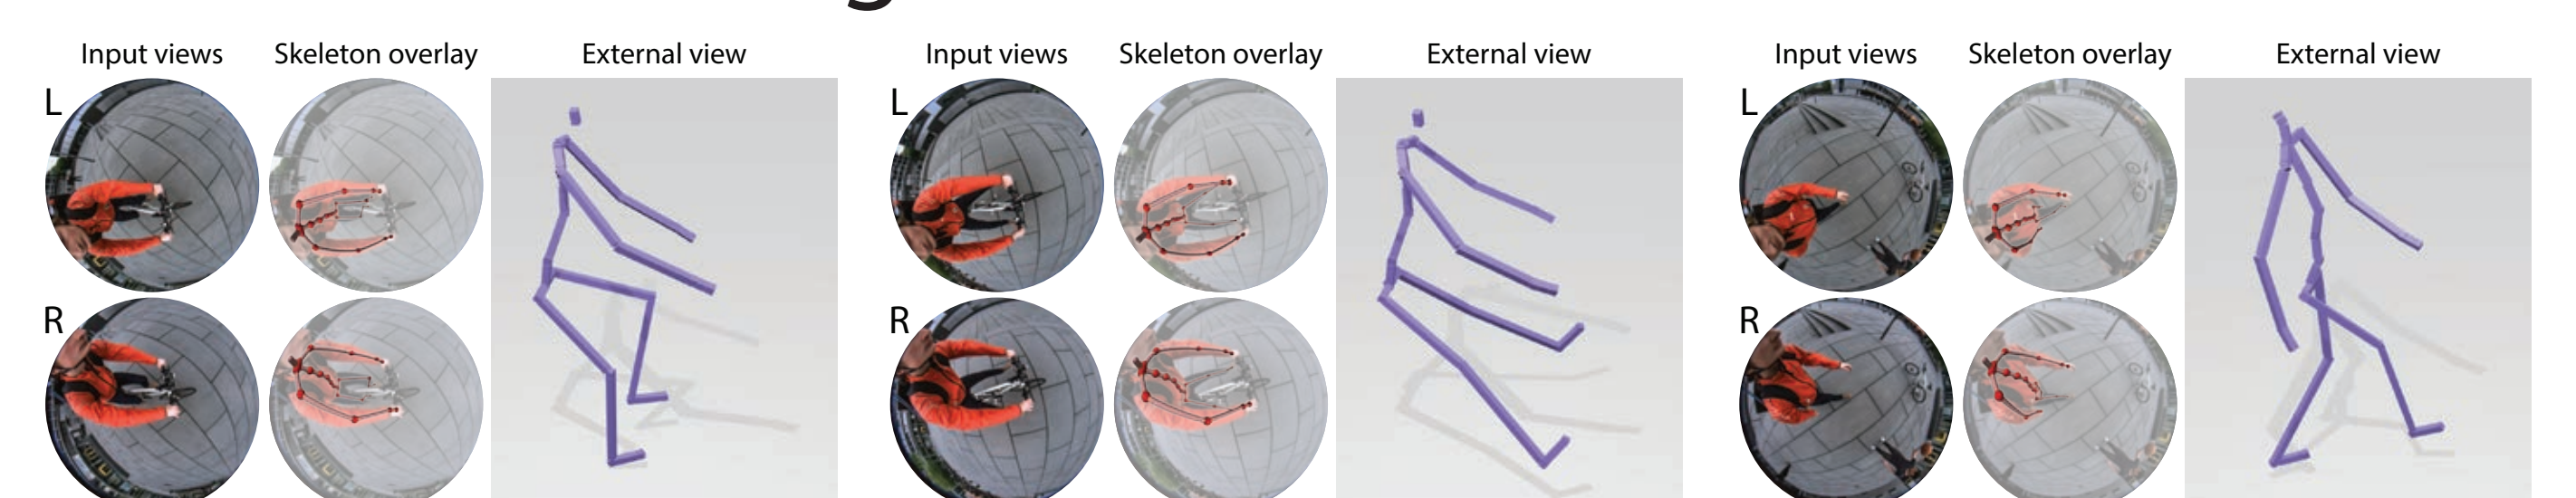 Input views Skeleton overlay External view Input views Skeleton overlay External view Input views Skeleton overlay External view
L L L
R R R